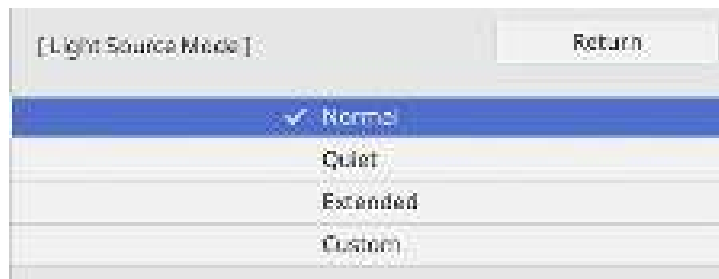 [Light Source Mode]
Return
Normal
Quiet
Extended
Custom